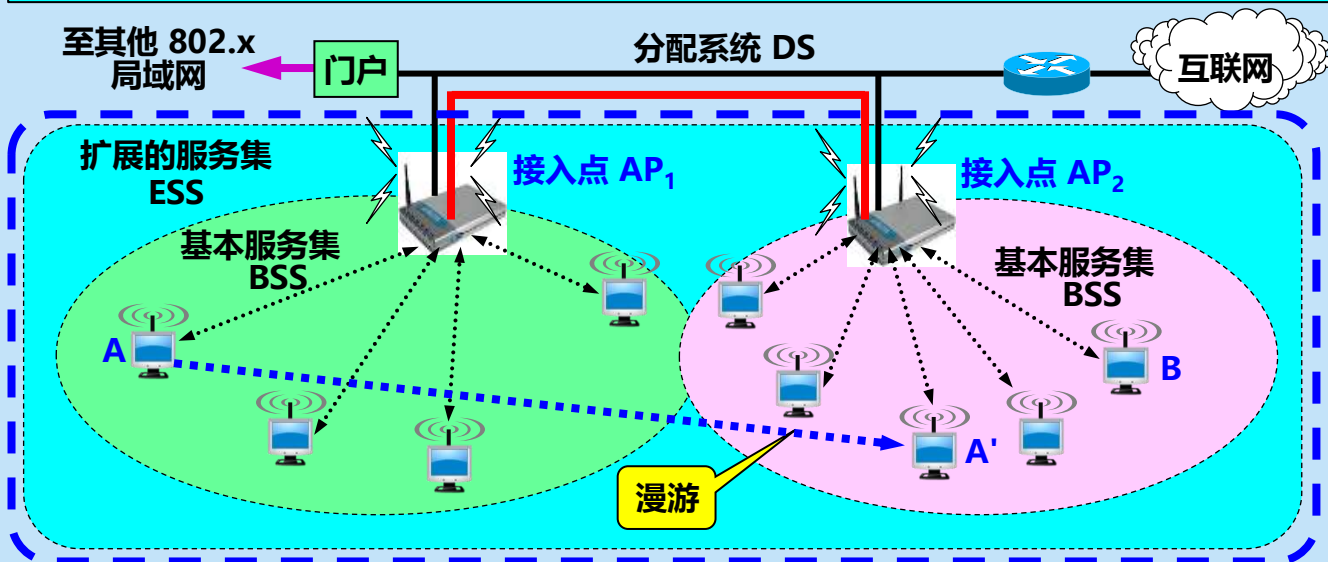 至其他 802.x
局域网
门户
分配系统 DS
互联网
扩展的服务集
ESS
接入点 AP₁
接入点 AP₂
基本服务集
BSS
基本服务集
BSS
A
B
A'
漫游